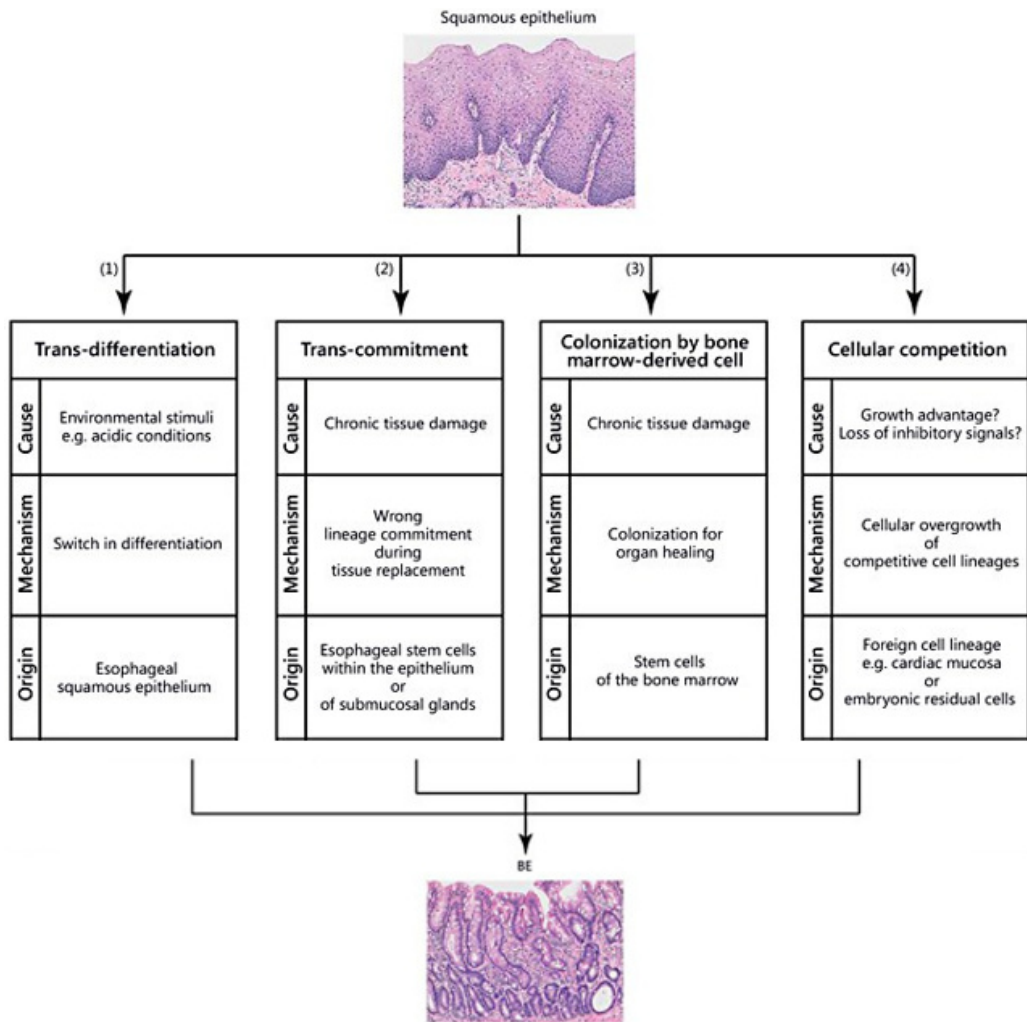 Squamous epithelium
(1)
(2)
(3)
(4)
Trans-differentiation
Cause
Environmental stimuli
e.g. acidic conditions
Mechanism
Switch in differentiation
Origin
Esophageal
squamous epithelium
Trans-commitment
Cause
Chronic tissue damage
Mechanism
Wrong
lineage commitment
during
tissue replacement
Origin
Esophageal stem cells
within the epithelium
or
of submucosal glands
Colonization by bone
marrow-derived cell
Cause
Chronic tissue damage
Mechanism
Colonization for
organ healing
Origin
Stem cells
of the bone marrow
Cellular competition
Cause
Growth advantage?
Loss of inhibitory signals?
Mechanism
Cellular overgrowth
of
competitive cell lineages
Origin
Foreign cell lineage
e.g. cardiac mucosa
or
embryonic residual cells
BE